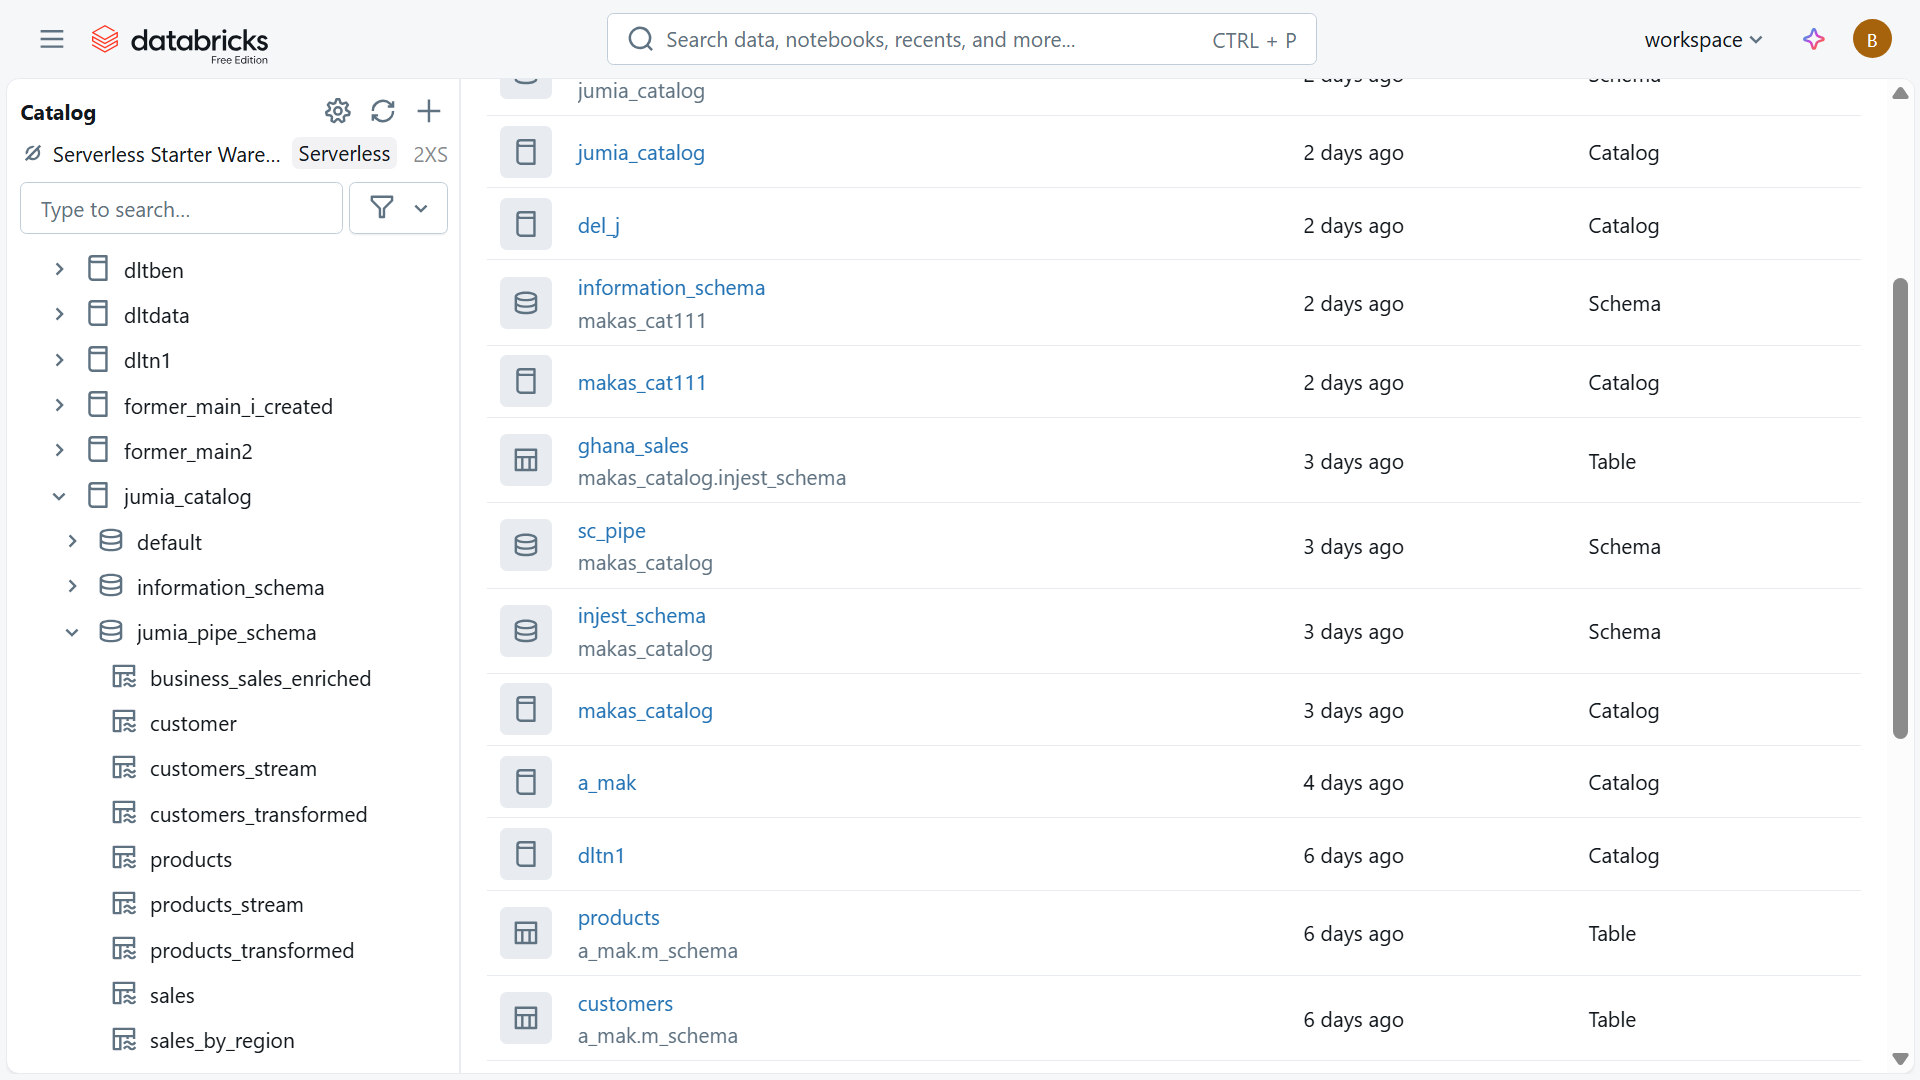 databricks
Free Edition
Search data, notebooks, recents, and more...
CTRL + P
workspace
B
Catalog
Serverless Starter Ware...
Serverless
2XS
Type to search...
dltben
dltdata
dltn1
former_main_i_created
former_main2
jumia_catalog
default
information_schema
jumia_pipe_schema
business_sales_enriched
customer
customers_stream
customers_transformed
products
products_stream
products_transformed
sales
sales_by_region
2 days ago Schema
jumia_catalog
jumia_catalog 2 days ago Catalog
del_j 2 days ago Catalog
information_schema
makas_cat111 2 days ago Schema
makas_cat111 2 days ago Catalog
ghana_sales
makas_catalog.injest_schema 3 days ago Table
sc_pipe
makas_catalog 3 days ago Schema
injest_schema
makas_catalog 3 days ago Schema
makas_catalog 3 days ago Catalog
a_mak 4 days ago Catalog
dltn1 6 days ago Catalog
products
a_mak.m_schema 6 days ago Table
customers
a_mak.m_schema 6 days ago Table